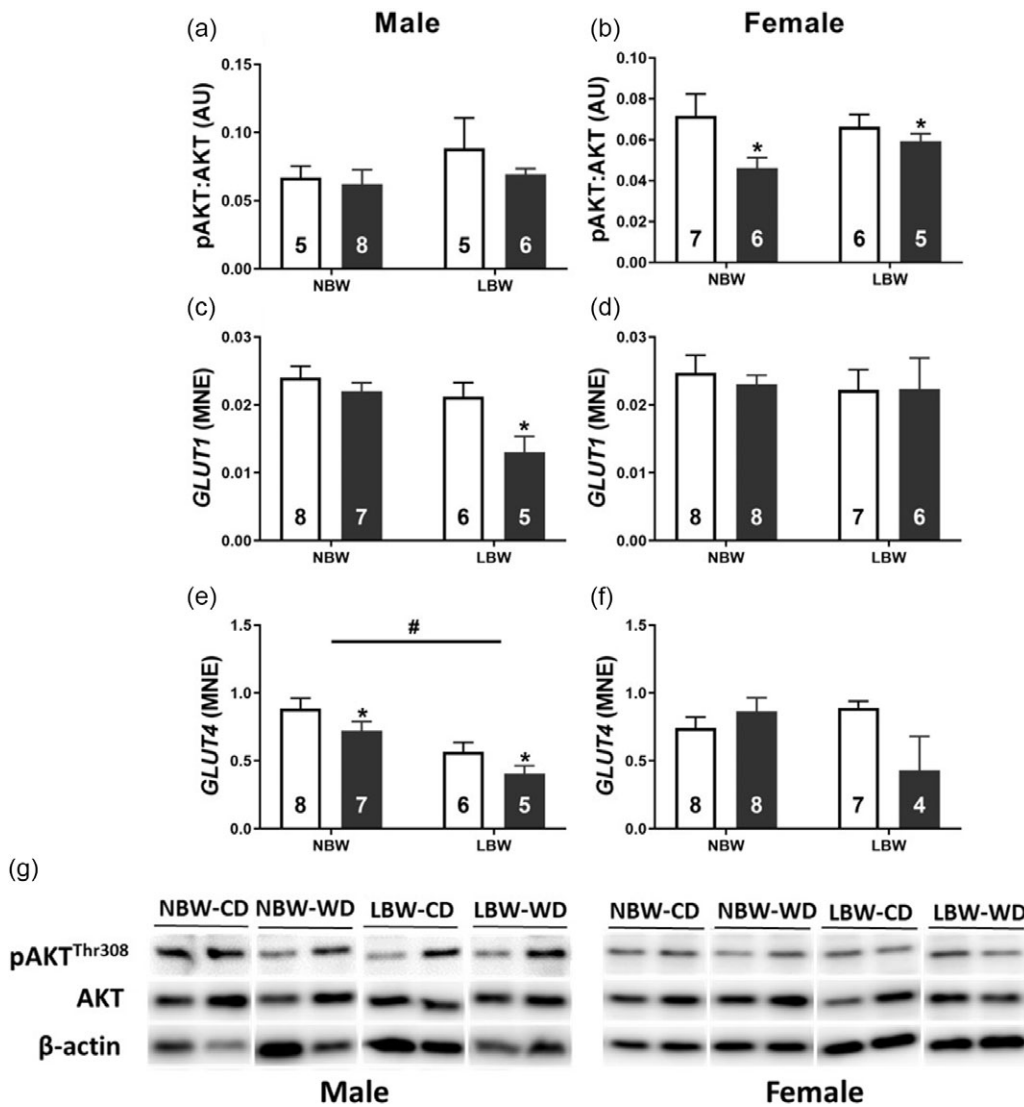 Male
Female
(a)
(b)
pAKT:AKT (AU)
0.15
0.10
0.05
0.00
5
8
5
6
NBW
LBW
pAKT:AKT (AU)
0.10
0.08
0.06
0.04
0.02
0.00
7
*
6
6
*
5
NBW
LBW
(c)
(d)
GLUT1 (MNE)
0.03
0.02
0.01
0.00
8
7
6
*
5
NBW
LBW
GLUT1 (MNE)
0.03
0.02
0.01
0.00
8
8
7
6
NBW
LBW
(e)
(f)
GLUT4 (MNE)
1.5
1.0
0.5
0.0
#
8
*
7
6
*
5
NBW
LBW
GLUT4 (MNE)
1.5
1.0
0.5
0.0
8
8
7
4
NBW
LBW
(g)
NBW-CD NBW-WD LBW-CD LBW-WD
NBW-CD NBW-WD LBW-CD LBW-WD
pAKTThr308
AKT
β-actin
Male
Female